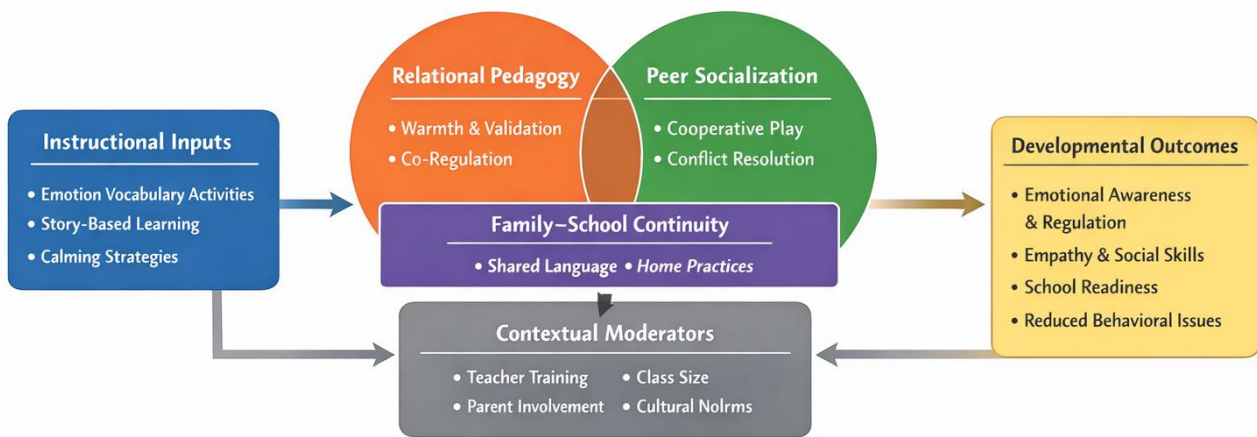 Instructional Inputs
• Emotion Vocabulary Activities
• Story-Based Learning
• Calming Strategies
Relational Pedagogy
• Warmth & Validation
• Co-Regulation
Peer Socialization
• Cooperative Play
• Conflict Resolution
Family–School Continuity
• Shared Language • Home Practices
Developmental Outcomes
• Emotional Awareness
& Regulation
• Empathy & Social Skills
• School Readiness
• Reduced Behavioral Issues
Contextual Moderators
• Teacher Training • Class Size
• Parent Involvement • Cultural Nolrms